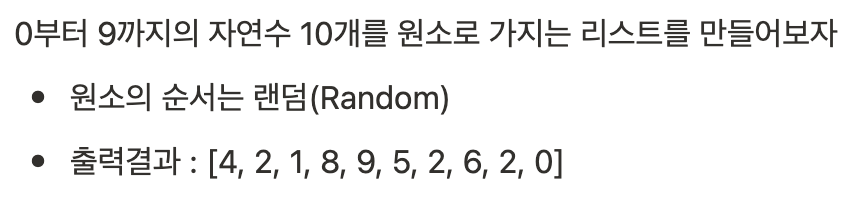 0부터 9까지의 자연수 10개를 원소로 가지는 리스트를 만들어보자
• 원소의 순서는 랜덤(Random)
• 출력결과 : [4, 2, 1, 8, 9, 5, 2, 6, 2, 0]